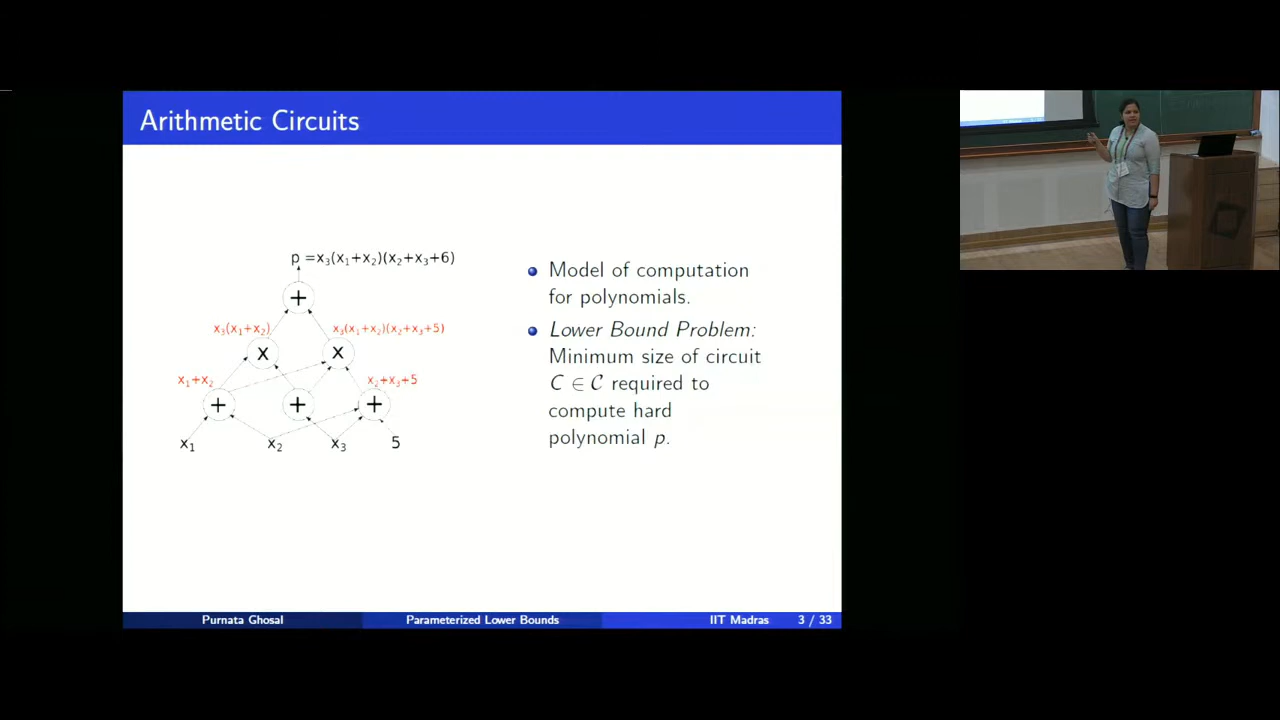 Arithmetic Circuits
p =x₃(x₁+x₂)(x₂+x₃+6)
+
x₃(x₁+x₂) x₃(x₁+x₂)(x₂+x₃+5)
x x
x₁+x₂ x₂+x₃+5
+ + +
x₁ x₂ x₃ 5
Model of computation
for polynomials.
Lower Bound Problem:
Minimum size of circuit
C ∈ 𝒞 required to
compute hard
polynomial p.
Purnata Ghosal Parameterized Lower Bounds IIT Madras 3 / 33